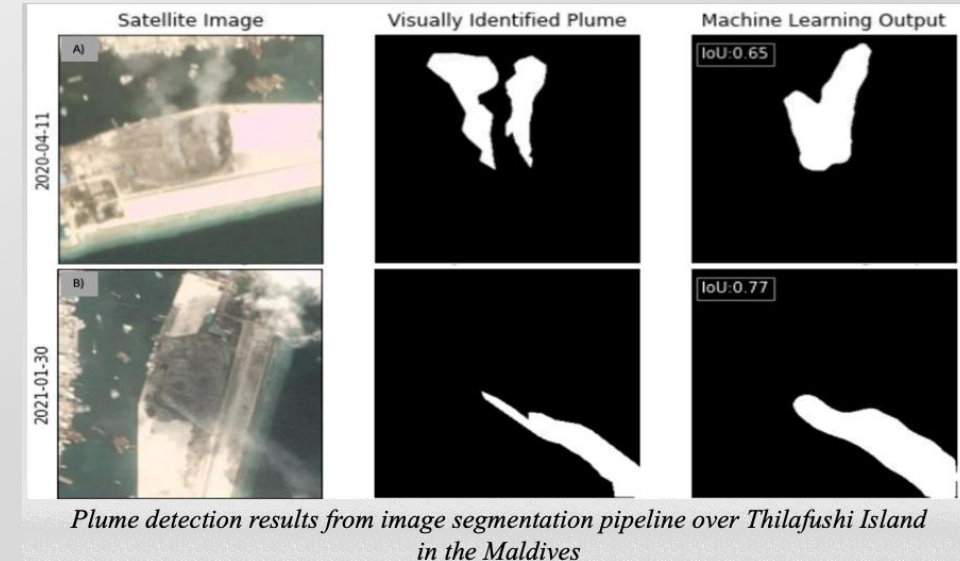 Satellite Image
Visually Identified Plume
Machine Learning Output
2020-04-11
A)
IoU:0.65
2021-01-30
B)
IoU:0.77
Plume detection results from image segmentation pipeline over Thilafushi Island
in the Maldives